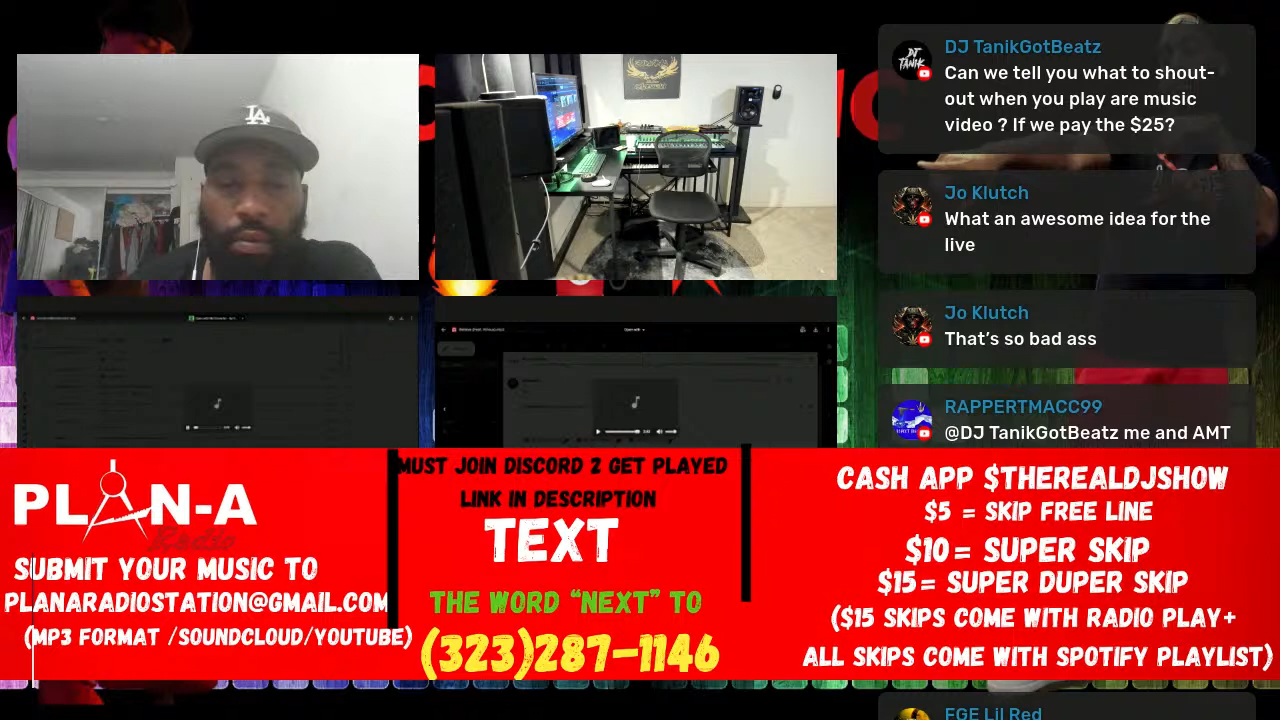 LA
DJ TanikGotBeatz
Can we tell you what to shout-
out when you play are music
video ? If we pay the $25?
Jo Klutch
What an awesome idea for the
live
Jo Klutch
That's so bad ass
RAPPERTMACC99
@DJ TanikGotBeatz me and AMT
PLAN-A
Radio
SUBMIT YOUR MUSIC TO
PLANARADIOSTATION@GMAIL.COM
(MP3 FORMAT /SOUNDCLOUD/YOUTUBE)
MUST JOIN DISCORD 2 GET PLAYED
LINK IN DESCRIPTION
TEXT
THE WORD “NEXT” TO
(323)287-1146
CASH APP $THEREALDJSHOW
$5 = SKIP FREE LINE
$10= SUPER SKIP
$15= SUPER DUPER SKIP
($15 SKIPS COME WITH RADIO PLAY+
ALL SKIPS COME WITH SPOTIFY PLAYLIST)
FGE Lil Red